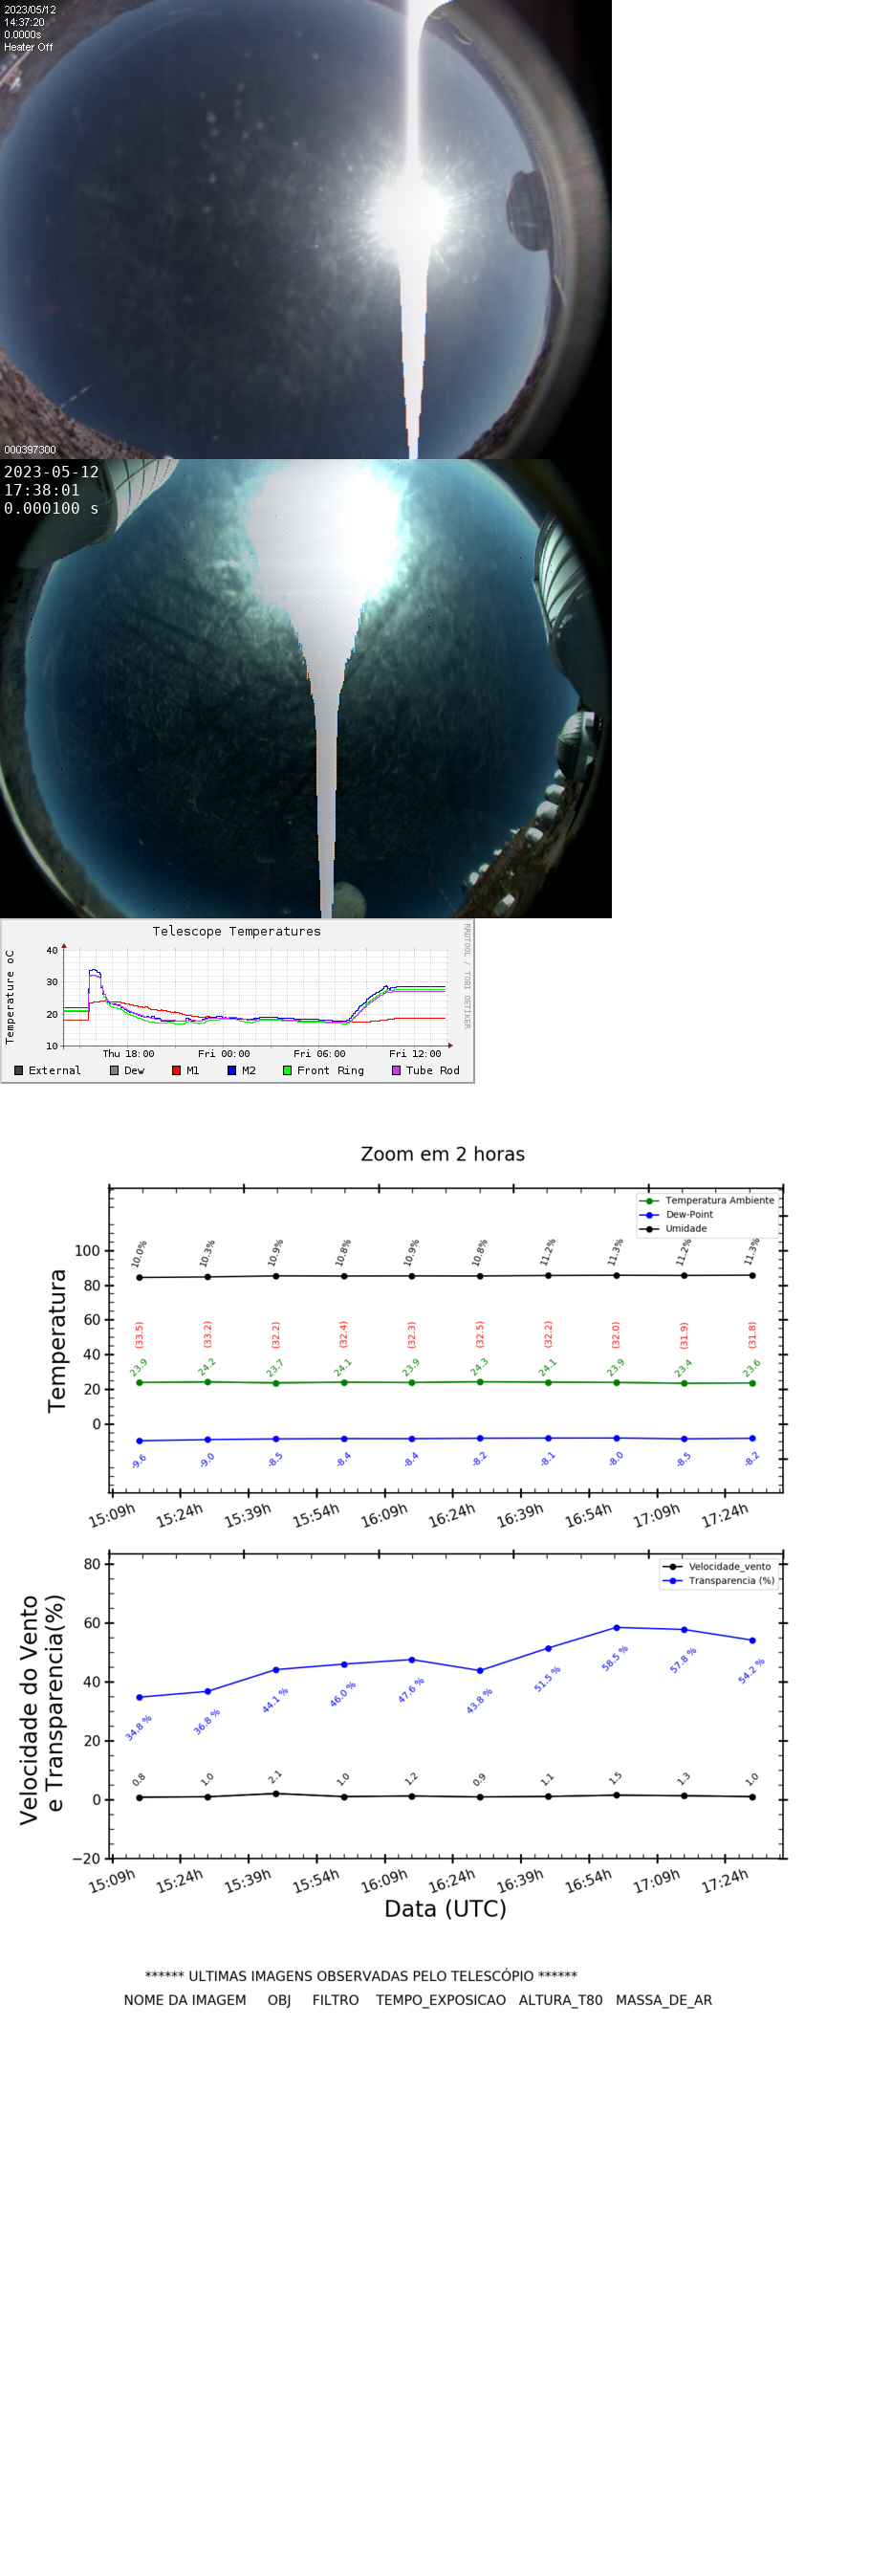 2023/05/12
14:37:20
0.0000s
Heater Off
000397300
2023-05-12
17:38:01
0.000100 s
Telescope Temperatures
RRDTOOL / TOBI OETIKER
Temperature oC
40
30
20
10
Thu 18:00 Fri 00:00 Fri 06:00 Fri 12:00
External Dew M1 M2 Front Ring Tube Rod
Zoom em 2 horas
Temperatura Ambiente
Dew-Point
Umidade
Temperatura
100
80
60
40
20
0
10.0% 10.3% 10.9% 10.8% 10.9% 10.8% 11.2% 11.3% 11.2% 11.3%
(33.5) (33.2) (32.2) (32.4) (32.3) (32.5) (32.2) (32.0) (31.9) (31.8)
23.9 24.2 23.7 24.1 23.9 24.3 24.1 23.9 23.4 23.6
-9.6 -9.0 -8.5 -8.4 -8.4 -8.2 -8.1 -8.0 -8.5 -8.2
15:09h 15:24h 15:39h 15:54h 16:09h 16:24h 16:39h 16:54h 17:09h 17:24h
Velocidade_vento
Transparencia (%)
Velocidade do Vento
e Transparencia(%)
80
60
40
20
0
−20
34.8 % 36.8 % 44.1 % 46.0 % 47.6 % 43.8 % 51.5 % 58.5 % 57.8 % 54.2 %
0.8 1.0 2.1 1.0 1.2 0.9 1.1 1.5 1.3 1.0
15:09h 15:24h 15:39h 15:54h 16:09h 16:24h 16:39h 16:54h 17:09h 17:24h
Data (UTC)
****** ULTIMAS IMAGENS OBSERVADAS PELO TELESCÓPIO ******
NOME DA IMAGEM OBJ FILTRO TEMPO_EXPOSICAO ALTURA_T80 MASSA_DE_AR